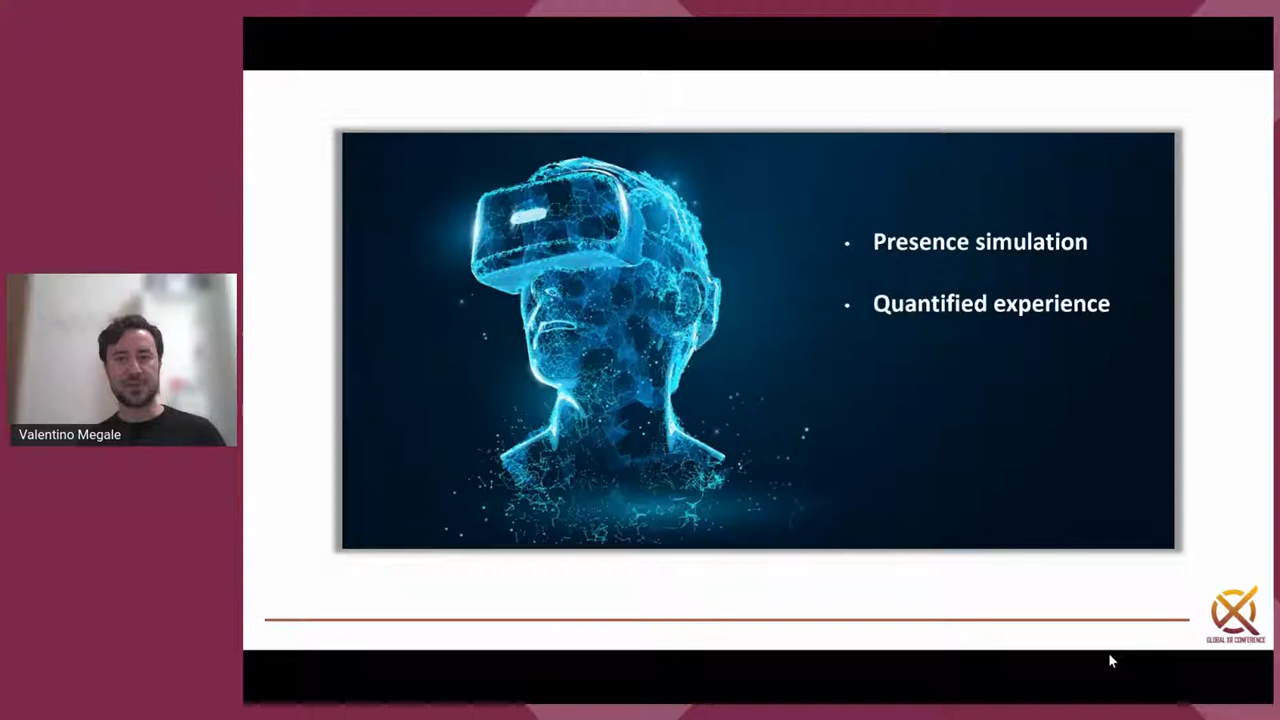 Presence simulation
Quantified experience
Valentino Megale
GLOBAL XR CONFERENCE